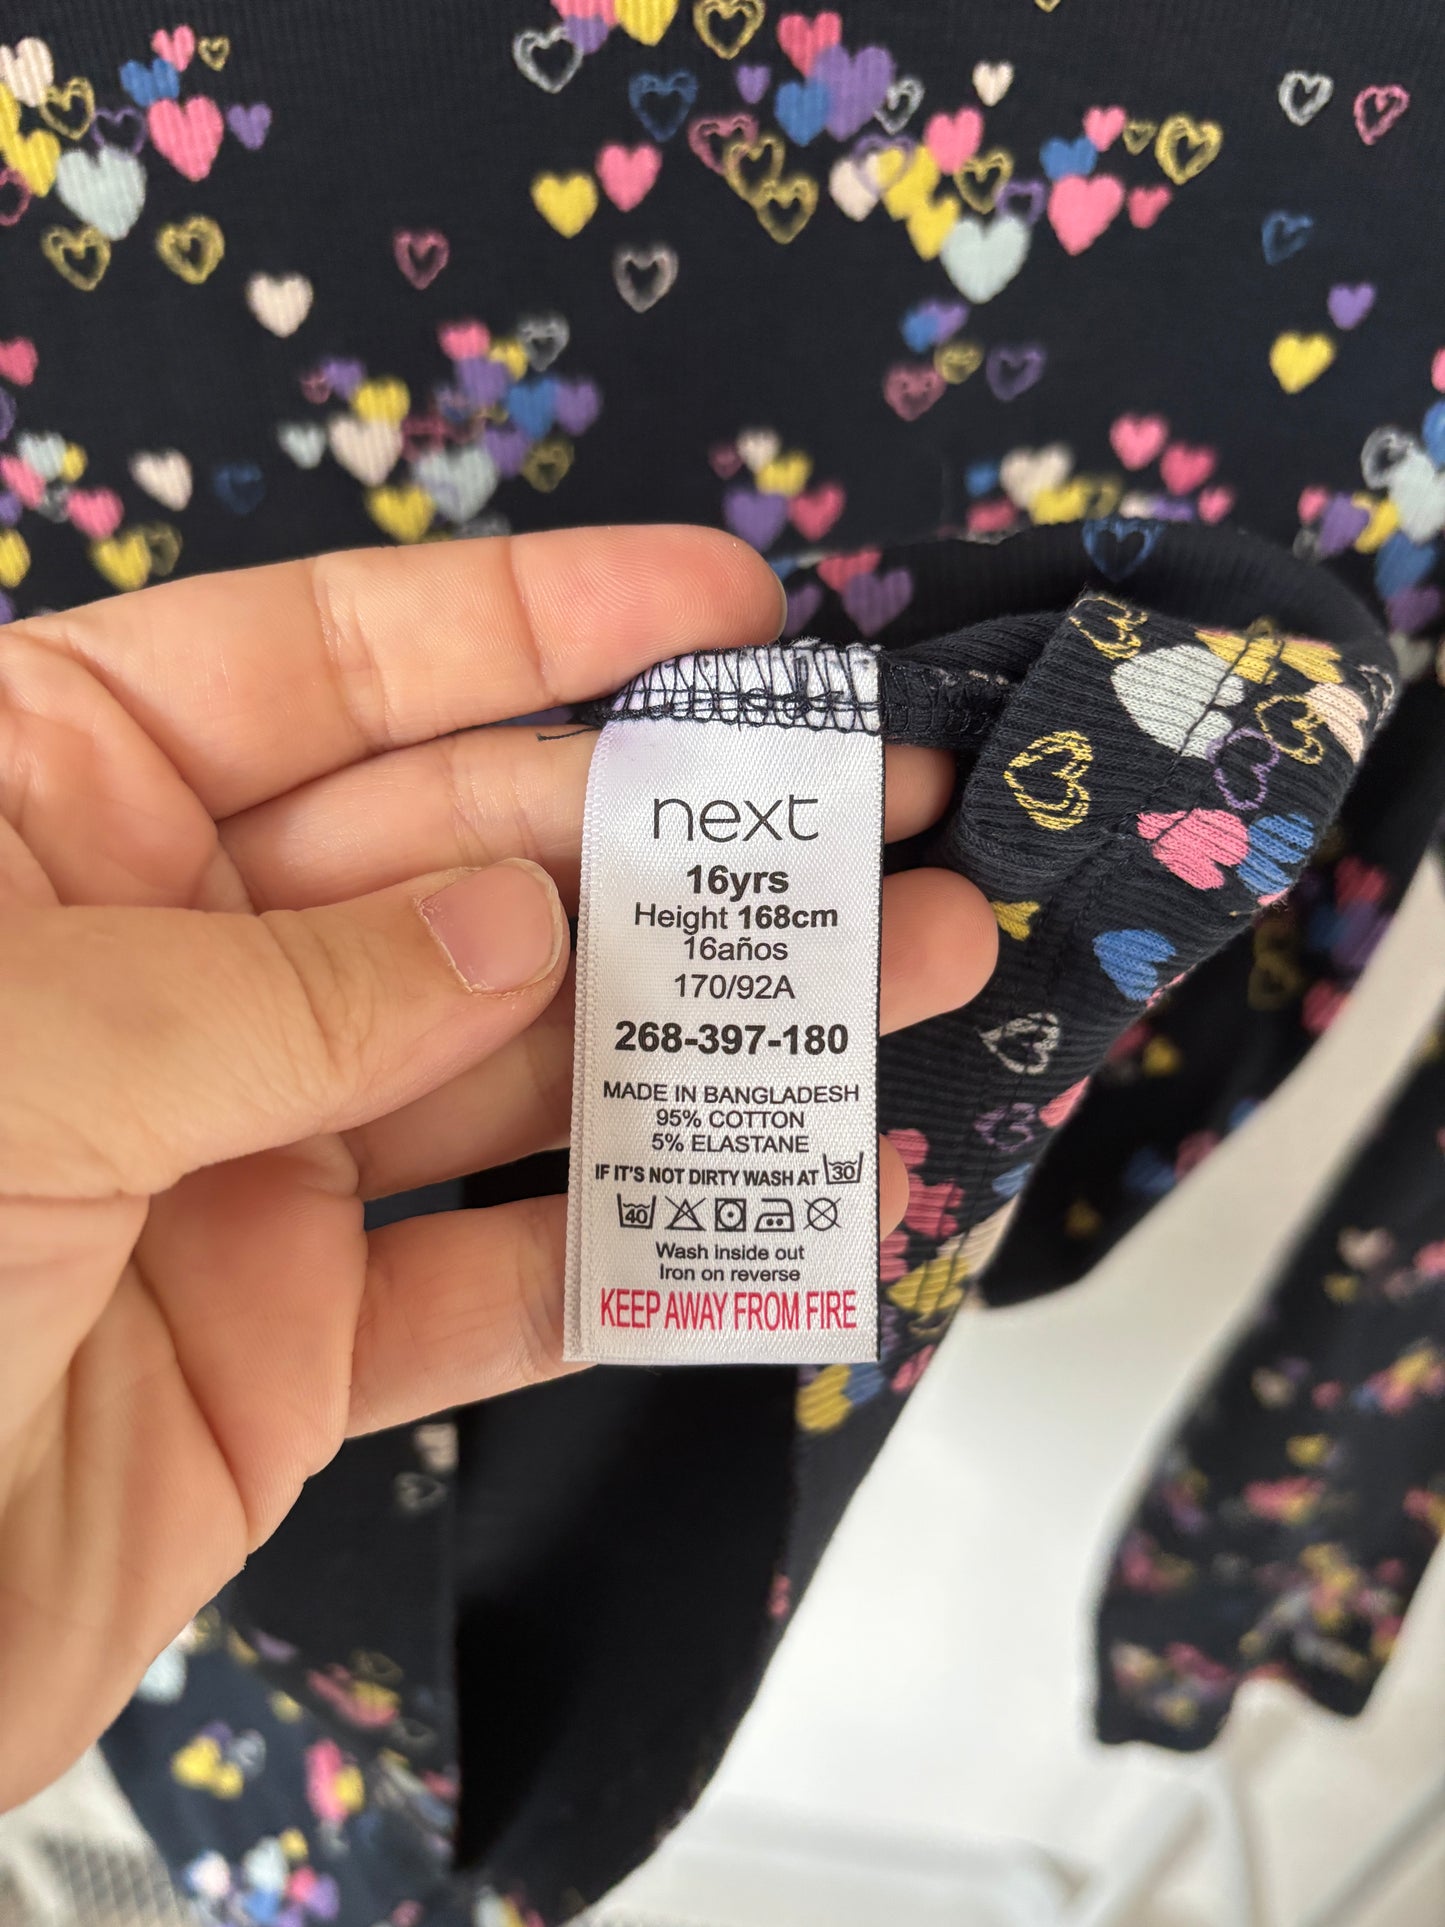 next
16yrs
Height 168cm
16años
170/92A
268-397-180
MADE IN BANGLADESH
95% COTTON
5% ELASTANE
IF IT'S NOT DIRTY WASH AT 30
40
Wash inside out
Iron on reverse
KEEP AWAY FROM FIRE